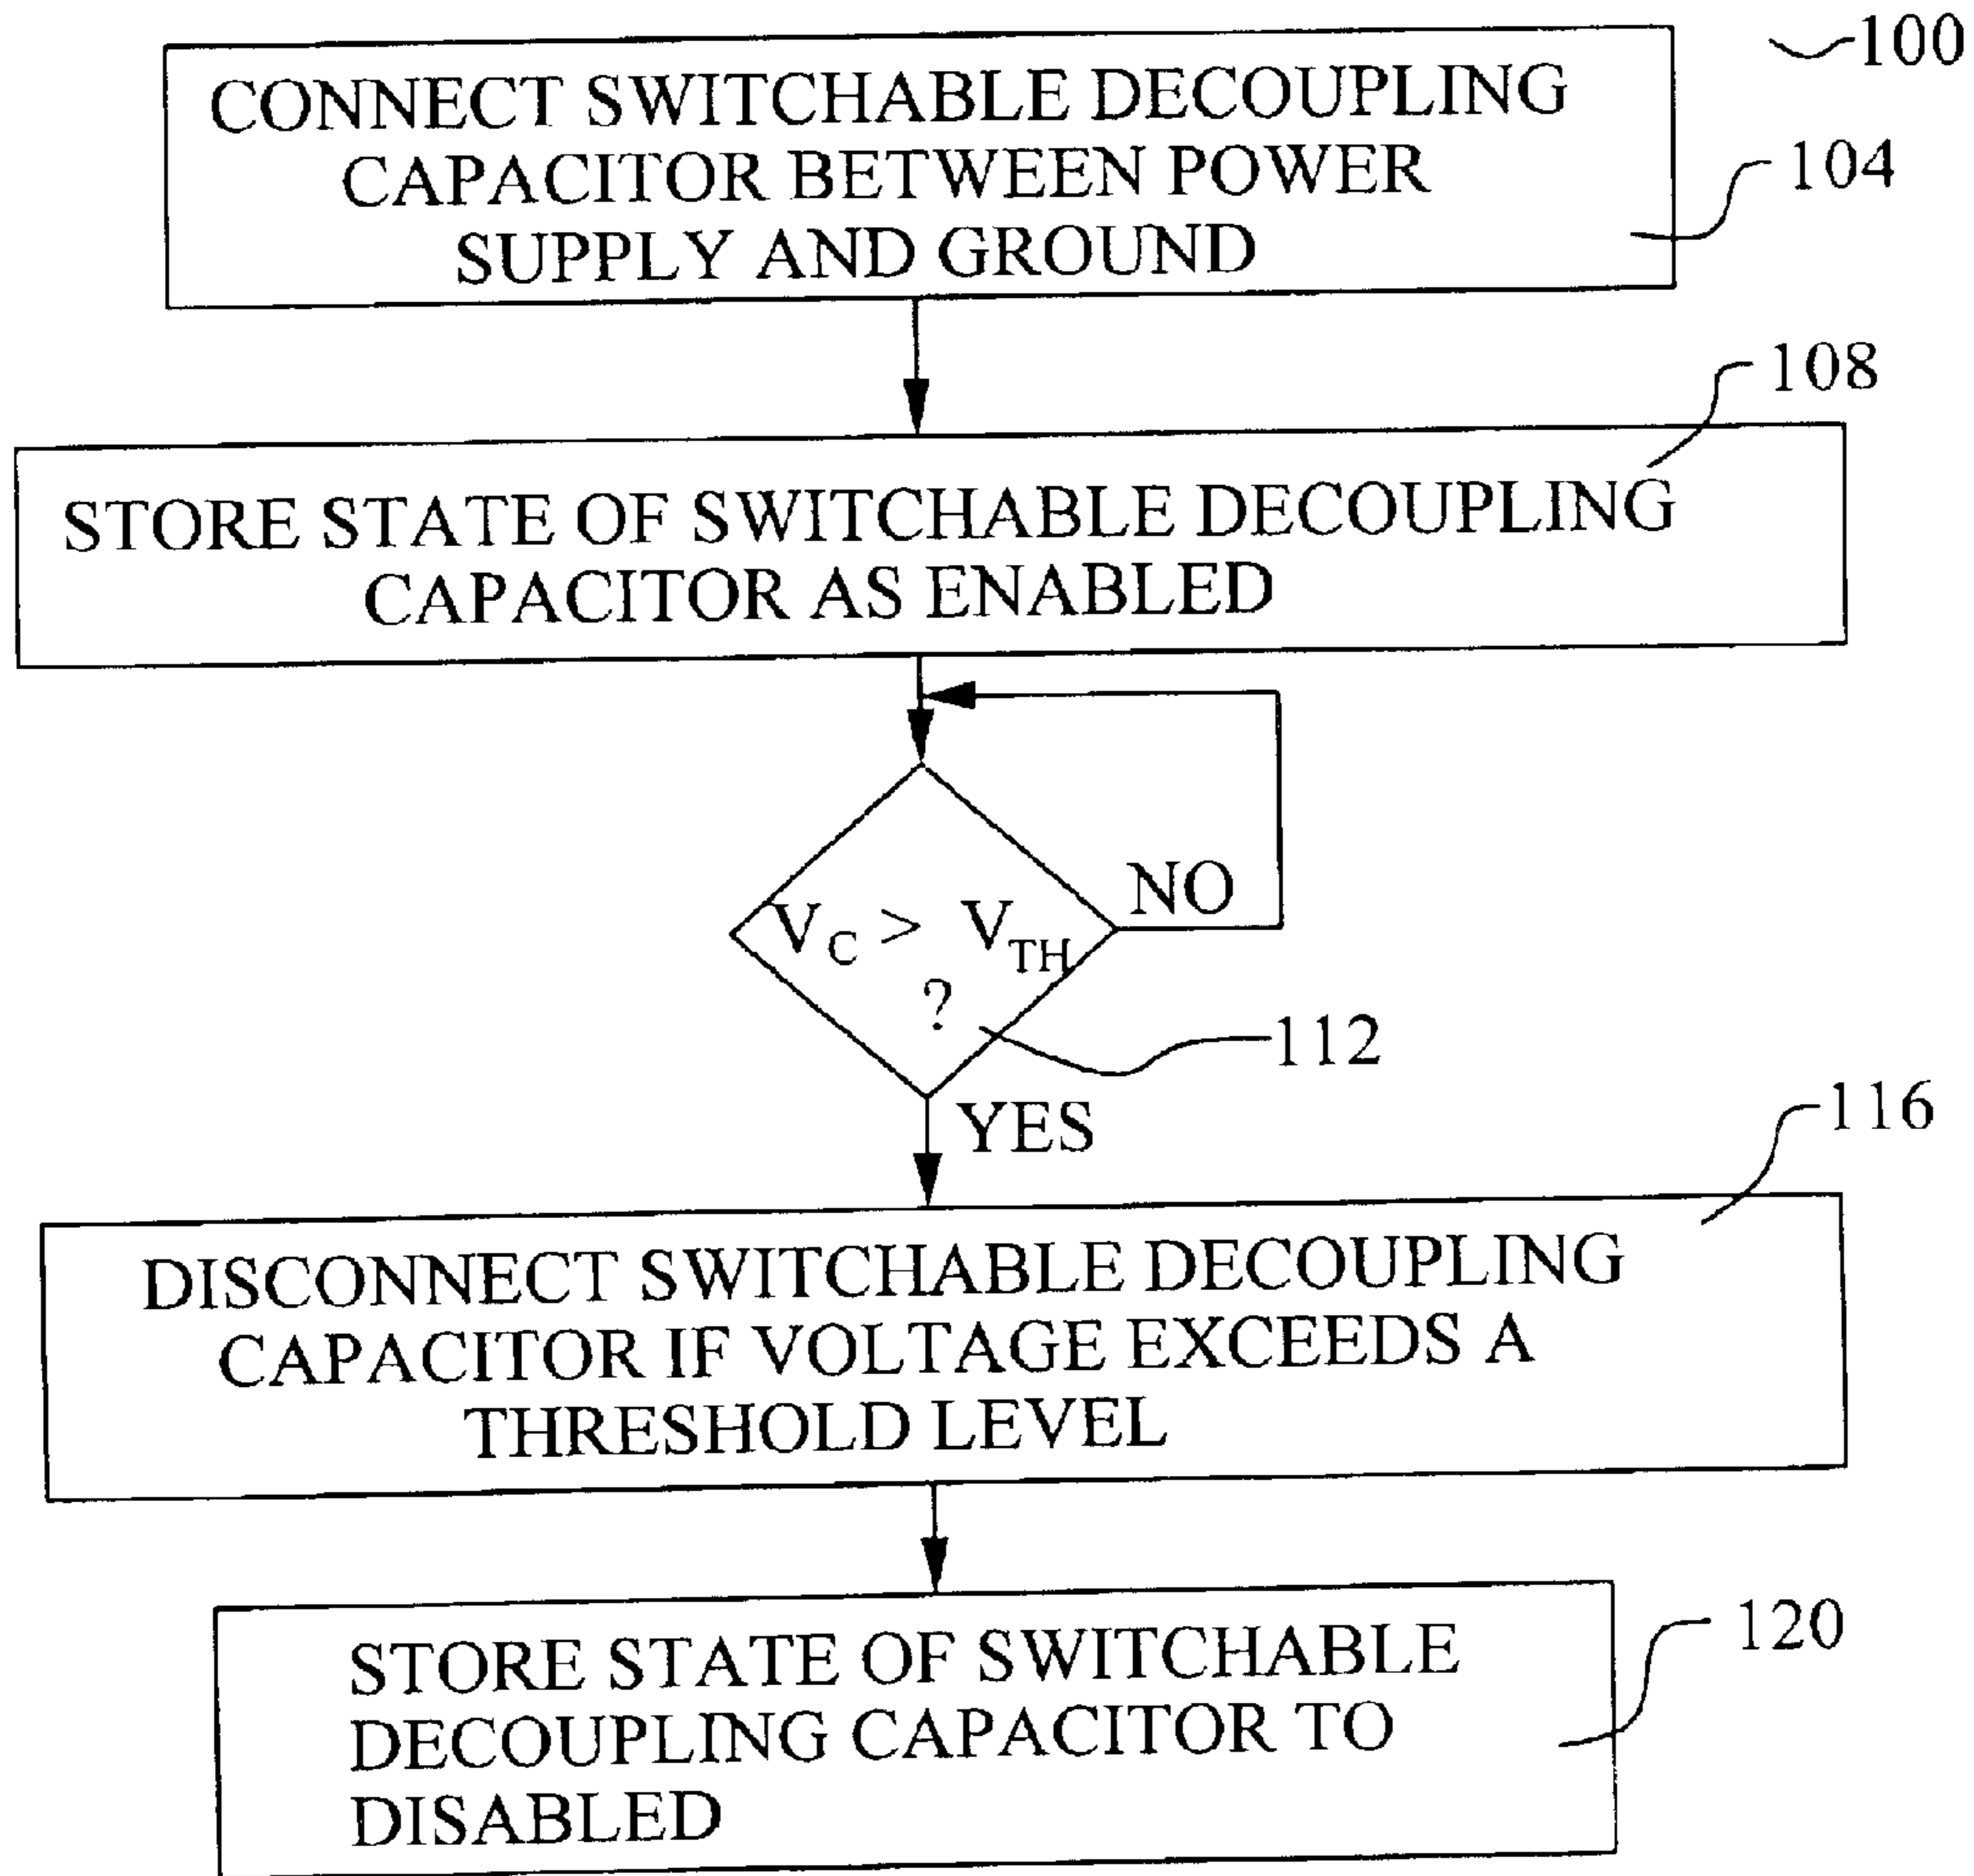 100
CONNECT SWITCHABLE DECOUPLING
CAPACITOR BETWEEN POWER
SUPPLY AND GROUND
104
108
STORE STATE OF SWITCHABLE DECOUPLING
CAPACITOR AS ENABLED
NO
V_C > V_TH
?
112
YES
116
DISCONNECT SWITCHABLE DECOUPLING
CAPACITOR IF VOLTAGE EXCEEDS A
THRESHOLD LEVEL
120
STORE STATE OF SWITCHABLE
DECOUPLING CAPACITOR TO
DISABLED